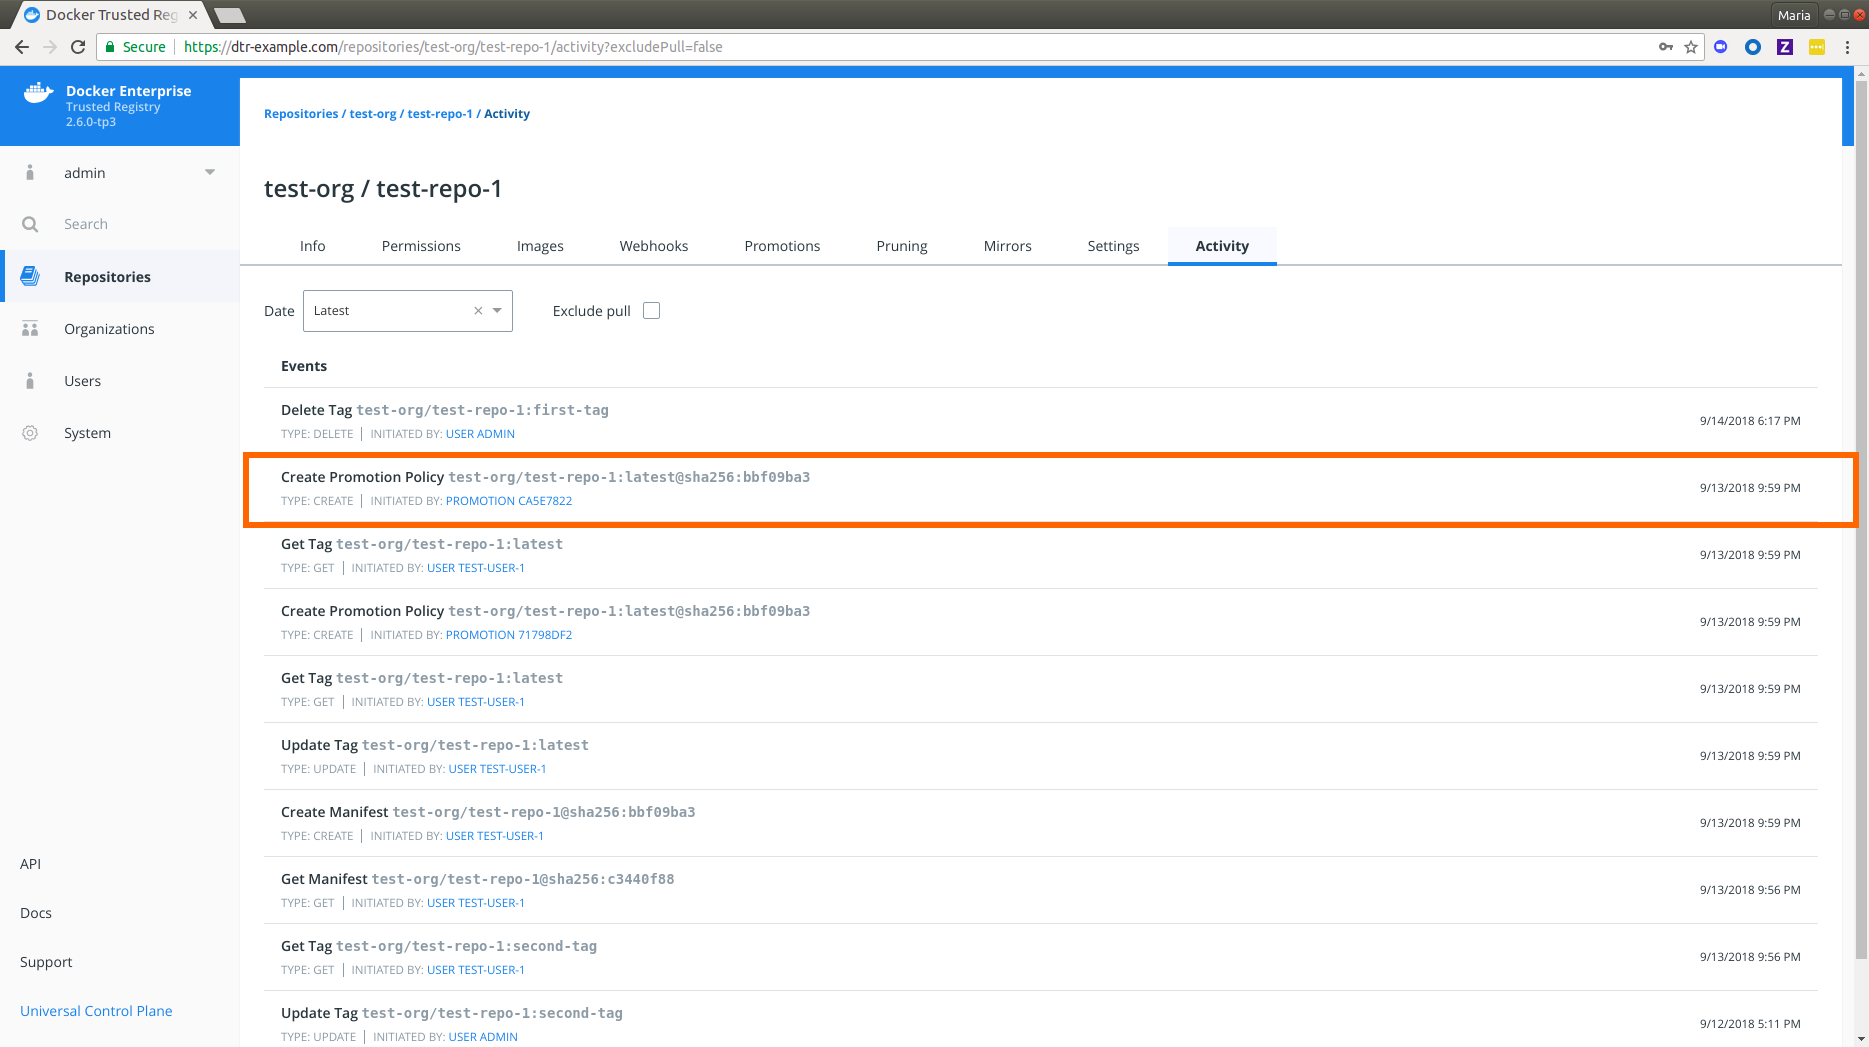 Docker Trusted Reg
Maria
Secure
https://dtr-example.com/repositories/test-org/test-repo-1/activity?excludePull=false
Docker Enterprise
Trusted Registry
2.6.0-tp3
admin
Search
Repositories
Organizations
Users
System
API
Docs
Support
Universal Control Plane
Repositories / test-org / test-repo-1 / Activity
test-org / test-repo-1
Info Permissions Images Webhooks Promotions Pruning Mirrors Settings Activity
Date Latest Exclude pull
Events
Delete Tag test-org/test-repo-1:first-tag
TYPE: DELETE | INITIATED BY: USER ADMIN
9/14/2018 6:17 PM
Create Promotion Policy test-org/test-repo-1:latest@sha256:bbf09ba3
TYPE: CREATE | INITIATED BY: PROMOTION CA5E7822
9/13/2018 9:59 PM
Get Tag test-org/test-repo-1:latest
TYPE: GET | INITIATED BY: USER TEST-USER-1
9/13/2018 9:59 PM
Create Promotion Policy test-org/test-repo-1:latest@sha256:bbf09ba3
TYPE: CREATE | INITIATED BY: PROMOTION 71798DF2
9/13/2018 9:59 PM
Get Tag test-org/test-repo-1:latest
TYPE: GET | INITIATED BY: USER TEST-USER-1
9/13/2018 9:59 PM
Update Tag test-org/test-repo-1:latest
TYPE: UPDATE | INITIATED BY: USER TEST-USER-1
9/13/2018 9:59 PM
Create Manifest test-org/test-repo-1@sha256:bbf09ba3
TYPE: CREATE | INITIATED BY: USER TEST-USER-1
9/13/2018 9:59 PM
Get Manifest test-org/test-repo-1@sha256:c3440f88
TYPE: GET | INITIATED BY: USER TEST-USER-1
9/13/2018 9:56 PM
Get Tag test-org/test-repo-1:second-tag
TYPE: GET | INITIATED BY: USER TEST-USER-1
9/13/2018 9:56 PM
Update Tag test-org/test-repo-1:second-tag
TYPE: UPDATE | INITIATED BY: USER ADMIN
9/12/2018 5:11 PM